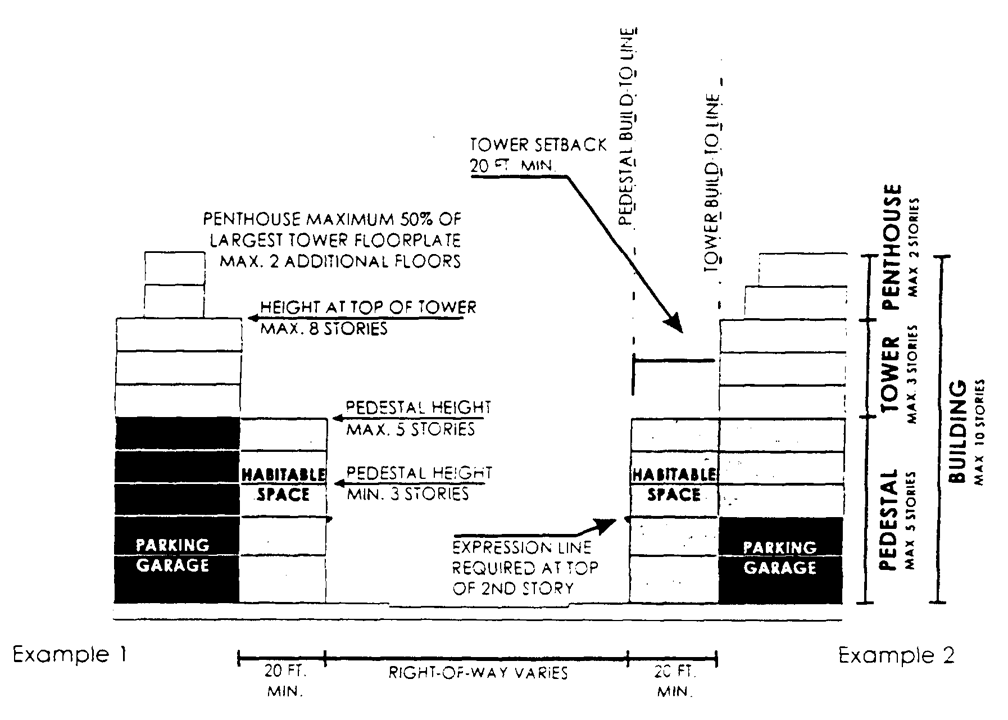 PEDESTAL BUILD-TO LINE
TOWER BUILD-TO LINE
TOWER SETBACK
20 FT. MIN.
PENTHOUSE MAXIMUM 50% OF
LARGEST TOWER FLOORPLATE
MAX. 2 ADDITIONAL FLOORS
HEIGHT AT TOP OF TOWER
MAX. 8 STORIES
PEDESTAL HEIGHT
MAX. 5 STORIES
PEDESTAL HEIGHT
MIN. 3 STORIES
HABITABLE
SPACE
PARKING
GARAGE
EXPRESSION LINE
REQUIRED AT TOP
OF 2ND STORY
HABITABLE
SPACE
PARKING
GARAGE
PENTHOUSE
MAX. 2 STORIES
TOWER
MAX. 3 STORIES
PEDESTAL
MAX 5 STORIES
BUILDING
MAX 10 STORIES
Example 1
20 FT.
MIN.
RIGHT-OF-WAY VARIES
20 FT.
MIN.
Example 2